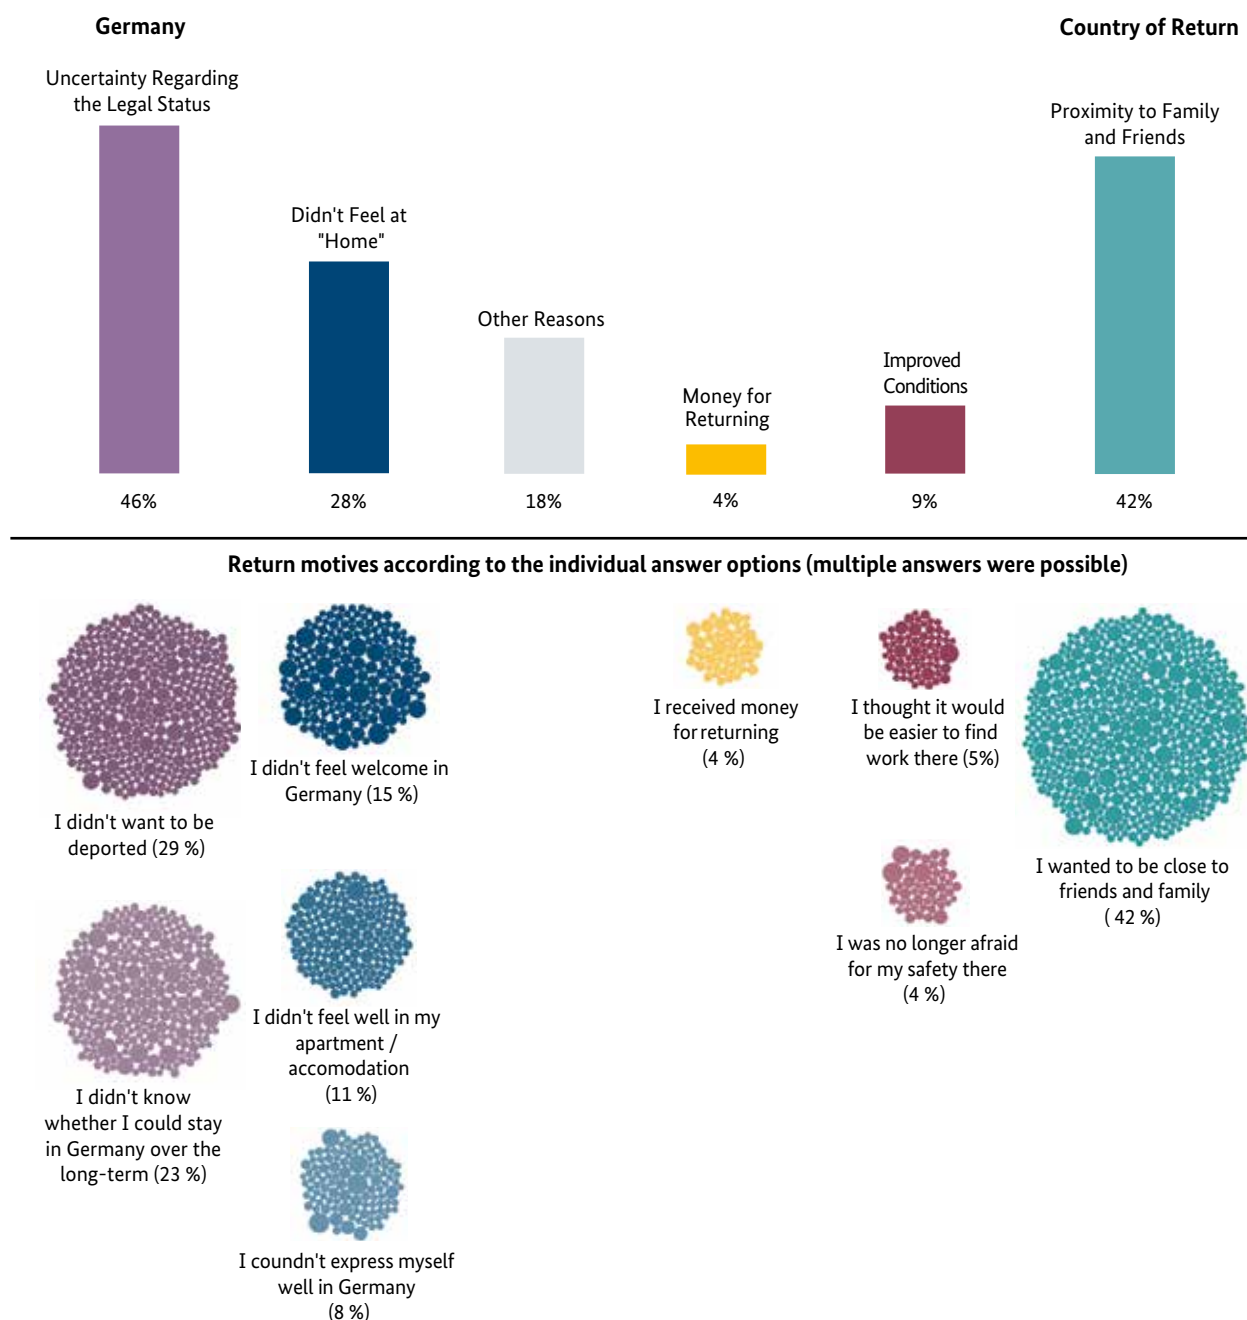 Germany
Country of Return
Uncertainty Regarding
the Legal Status
Didn't Feel at
"Home"
Other Reasons
Money for
Returning
Improved
Conditions
Proximity to Family
and Friends
46%
28%
18%
4%
9%
42%
Return motives according to the individual answer options (multiple answers were possible)
I didn't want to be
deported (29 %)
I didn't feel welcome in
Germany (15 %)
I received money
for returning
(4 %)
I thought it would
be easier to find
work there (5%)
I wanted to be close to
friends and family
( 42 %)
I didn't know
whether I could stay
in Germany over the
long-term (23 %)
I didn't feel well in my
apartment /
accomodation
(11 %)
I was no longer afraid
for my safety there
(4 %)
I coundn't express myself
well in Germany
(8 %)